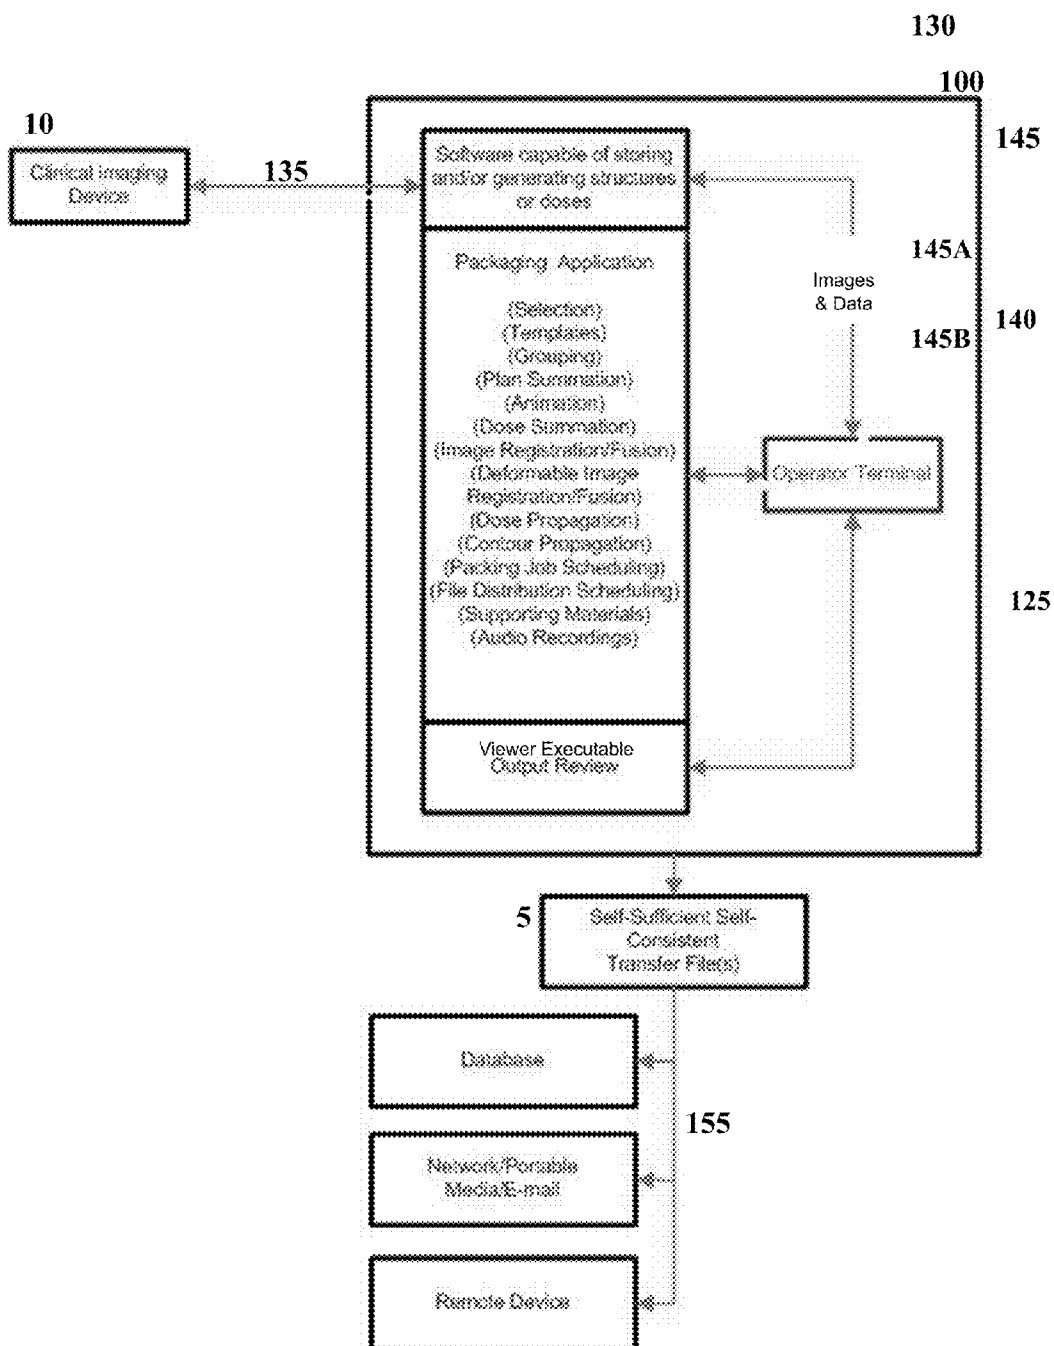 130
100
10
145
Clinical Imaging
Device
135
Software capable of storing
and/or generating structures
or doses
145A
Packaging Application
Images
& Data
140
145B
(Selection)
(Templates)
(Grouping)
(Plan Summation)
(Animation)
(Dose Summation)
(Image Registration/Fusion)
(Deformable Image
Registration/Fusion)
(Dose Propagation)
(Contour Propagation)
(Packing Job Scheduling)
(File Distribution Scheduling)
(Supporting Materials)
(Audio Recordings)
Operator Terminal
125
Viewer Executable
Output Review
5
Self-Sufficient Self-
Consistent
Transfer File(s)
Database
155
Network/Portable
Media/E-mail
Remote Device